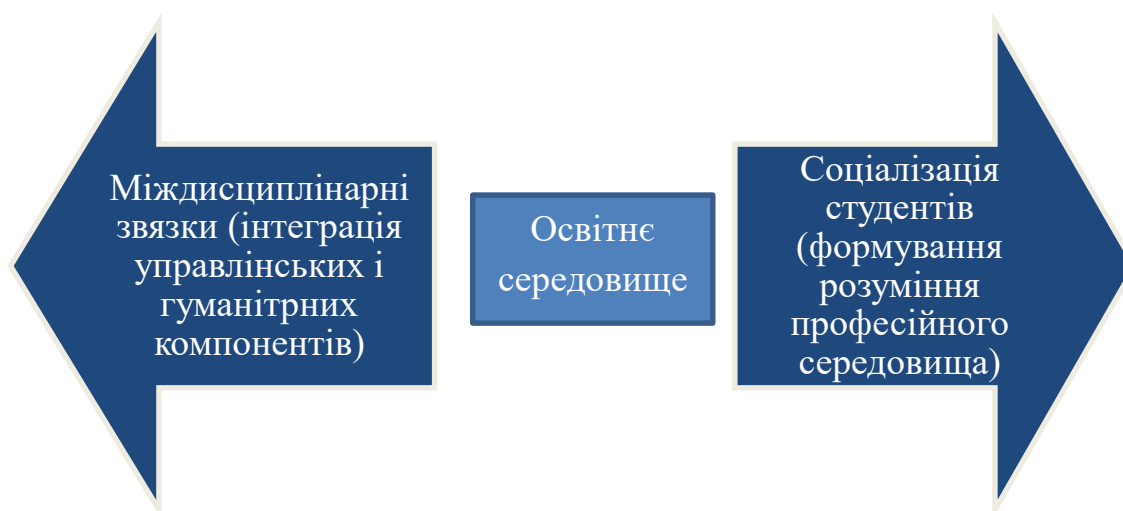 Міждисциплінарні
звязки (інтеграція
управлінських і
гуманітрних
компонентів)
Освітнє
середовище
Соціалізація
студентів
(формування
розуміння
професійного
середовища)